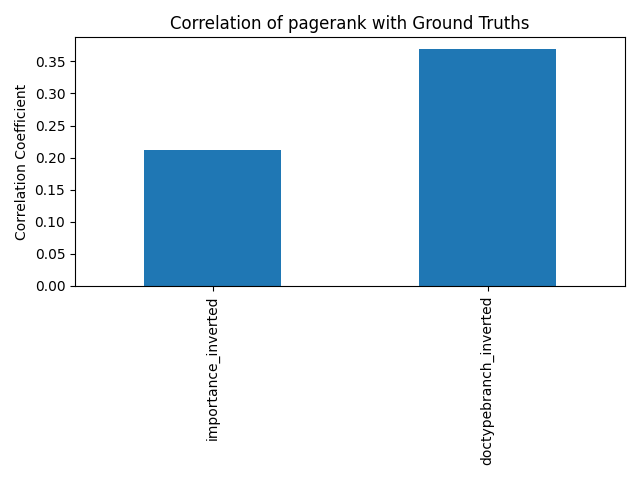 Correlation of pagerank with Ground Truths
Correlation Coefficient
0.35
0.30
0.25
0.20
0.15
0.10
0.05
0.00
importance_inverted
doctypebranch_inverted